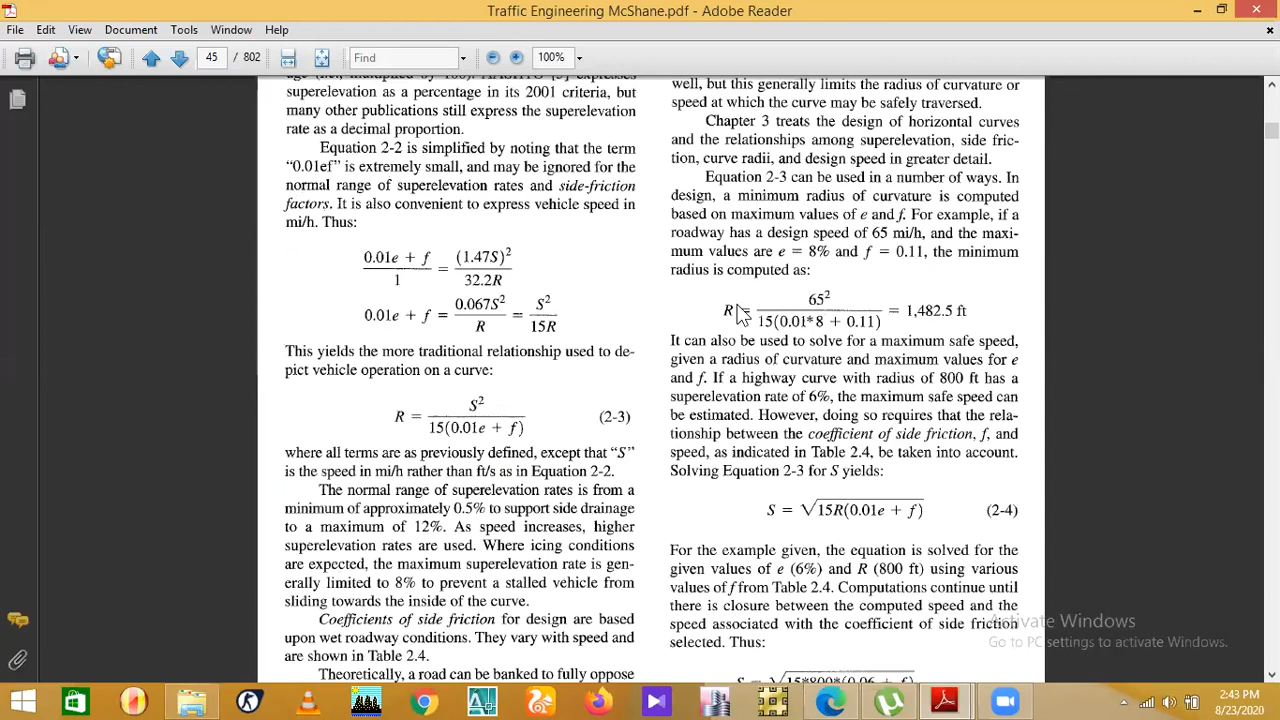 Traffic Engineering McShane.pdf - Adobe Reader
File Edit View Document Tools Window Help
45 / 802 Find 100%
superelevation as a percentage in its 2001 criteria, but
many other publications still express the superelevation
rate as a decimal proportion.
Equation 2-2 is simplified by noting that the term
“0.01ef” is extremely small, and may be ignored for the
normal range of superelevation rates and side-friction
factors. It is also convenient to express vehicle speed in
mi/h. Thus:
0.01e + f / 1 = (1.47S)² / 32.2R
0.01e + f = 0.067S² / R = S² / 15R
This yields the more traditional relationship used to de-
pict vehicle operation on a curve:
R = S² / 15(0.01e + f) (2-3)
where all terms are as previously defined, except that “S”
is the speed in mi/h rather than ft/s as in Equation 2-2.
The normal range of superelevation rates is from a
minimum of approximately 0.5% to support side drainage
to a maximum of 12%. As speed increases, higher
superelevation rates are used. Where icing conditions
are expected, the maximum superelevation rate is gen-
erally limited to 8% to prevent a stalled vehicle from
sliding towards the inside of the curve.
Coefficients of side friction for design are based
upon wet roadway conditions. They vary with speed and
are shown in Table 2.4.
Theoretically, a road can be banked to fully oppose
well, but this generally limits the radius of curvature or
speed at which the curve may be safely traversed.
Chapter 3 treats the design of horizontal curves
and the relationships among superelevation, side fric-
tion, curve radii, and design speed in greater detail.
Equation 2-3 can be used in a number of ways. In
design, a minimum radius of curvature is computed
based on maximum values of e and f. For example, if a
roadway has a design speed of 65 mi/h, and the maxi-
mum values are e = 8% and f = 0.11, the minimum
radius is computed as:
R = 65² / 15(0.01*8 + 0.11) = 1,482.5 ft
It can also be used to solve for a maximum safe speed,
given a radius of curvature and maximum values for e
and f. If a highway curve with radius of 800 ft has a
superelevation rate of 6%, the maximum safe speed can
be estimated. However, doing so requires that the rela-
tionship between the coefficient of side friction, f, and
speed, as indicated in Table 2.4, be taken into account.
Solving Equation 2-3 for S yields:
S = √15R(0.01e + f) (2-4)
For the example given, the equation is solved for the
given values of e (6%) and R (800 ft) using various
values of f from Table 2.4. Computations continue until
there is closure between the computed speed and the
speed associated with the coefficient of side friction
selected. Thus:
S = √15*800*(0.06 + f)
Activate Windows
Go to PC settings to activate Windows.
2:43 PM
8/23/2020